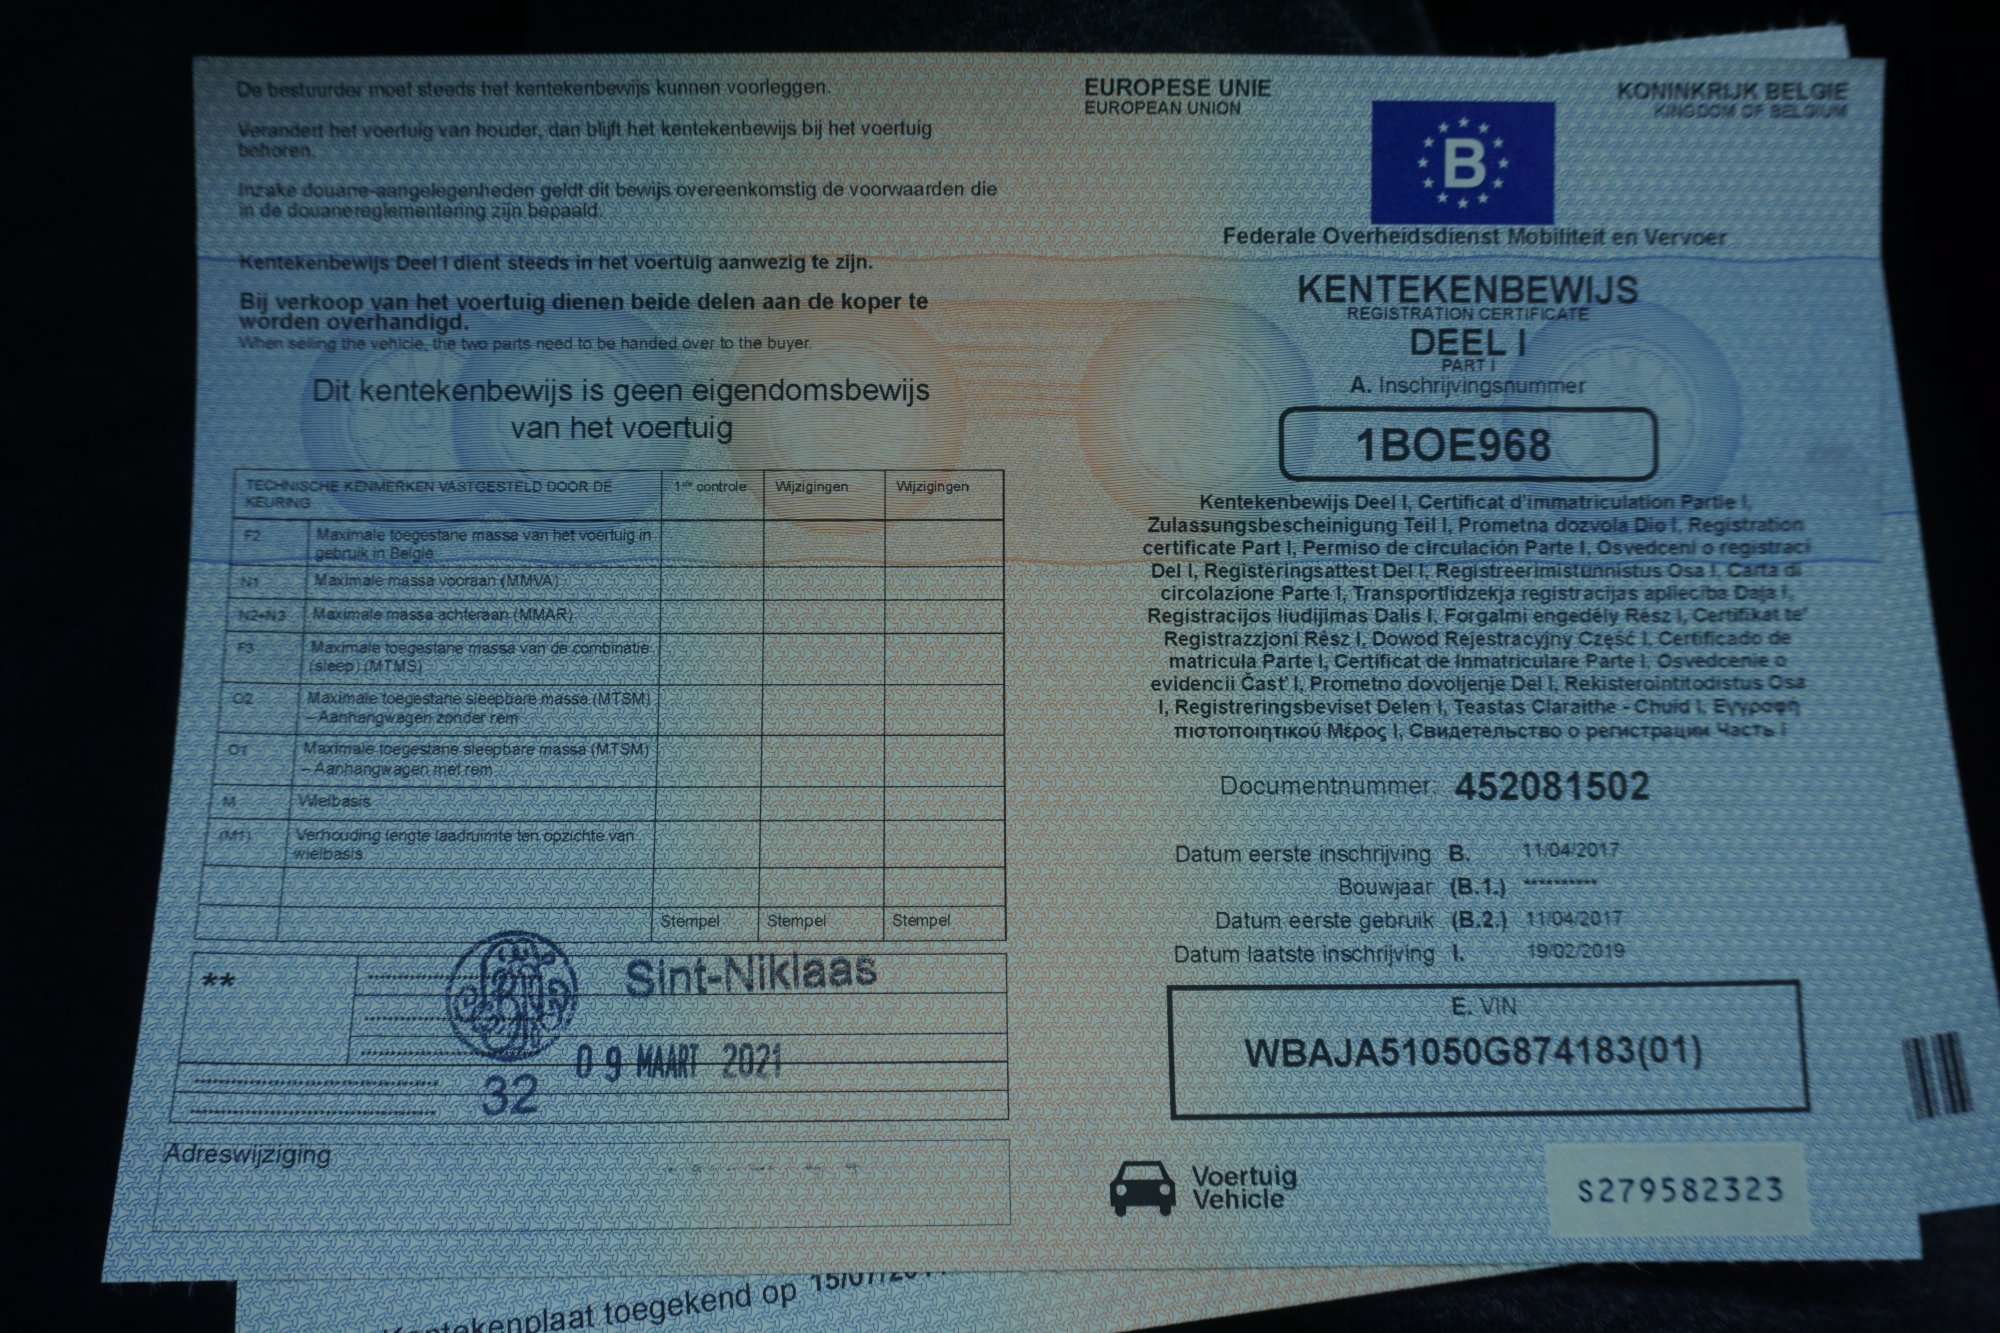 De bestuurder moet steeds het kentekenbewijs kunnen voorleggen.
Verandert het voertuig van houder, dan blijft het kentekenbewijs bij het voertuig
behoren.
Inzake douane-aangelegenheden geldt dit bewijs overeenkomstig de voorwaarden die
in de douanereglementering zijn bepaald.
Kentekenbewijs Deel I dient steeds in het voertuig aanwezig te zijn.
Bij verkoop van het voertuig dienen beide delen aan de koper te
worden overhandigd.
When selling the vehicle, the two parts need to be handed over to the buyer.
Dit kentekenbewijs is geen eigendomsbewijs
van het voertuig
TECHNISCHE KENMERKEN VASTGESTELD DOOR DE
KEURING
1ste controle
Wijzigingen
Wijzigingen
F2 Maximale toegestane massa van het voertuig in
gebruik in België
N1 Maximale massa vooraan (MMVA)
N2+N3 Maximale massa achteraan (MMAR)
F3 Maximale toegestane massa van de combinatie
(sleep) (MTMS)
O2 Maximale toegestane sleepbare massa (MTSM)
– Aanhangwagen zonder rem
O1 Maximale toegestane sleepbare massa (MTSM)
– Aanhangwagen met rem
M Wielbasis
(M1) Verhouding lengte laadruimte ten opzichte van
wielbasis
Stempel Stempel Stempel
**
Sint-Niklaas
09 MAART 2021
32
Adreswijziging
EUROPESE UNIE
EUROPEAN UNION
KONINKRIJK BELGIE
KINGDOM OF BELGIUM
B
Federale Overheidsdienst Mobiliteit en Vervoer
KENTEKENBEWIJS
REGISTRATION CERTIFICATE
DEEL I
PART I
A. Inschrijvingsnummer
1BOE968
Kentekenbewijs Deel I, Certificat d'immatriculation Partie I,
Zulassungsbescheinigung Teil I, Prometna dozvola Dio I, Registration
certificate Part I, Permiso de circulación Parte I, Osvedceni o registraci
Del I, Registeringsattest Del I, Registreerimistunnistus Osa I, Carta di
circolazione Parte I, Transportlidzekja registracijas aplieciba Daja I,
Registracijos liudijimas Dalis I, Forgalmi engedély Rész I, Certifikat te'
Registrazzjoni Rész I, Dowod Rejestracyjny Część I, Certificado de
matricula Parte I, Certificat de Inmatriculare Parte I, Osvedcenie o
evidencii Časť I, Prometno dovoljenje Del I, Rekisterointitodistus Osa
I, Registreringsbeviset Delen I, Teastas Claraithe - Chuid I, Εγγραφη
πιστοποιητικού Μέρος I, Свидетельство о регистрации Часть I
Documentnummer: 452081502
Datum eerste inschrijving B. 11/04/2017
Bouwjaar (B.1.) **********
Datum eerste gebruik (B.2.) 11/04/2017
Datum laatste inschrijving I. 19/02/2019
E. VIN
WBAJA51050G874183(01)
Voertuig
Vehicle
S279582323
Kentekenplaat toegekend op